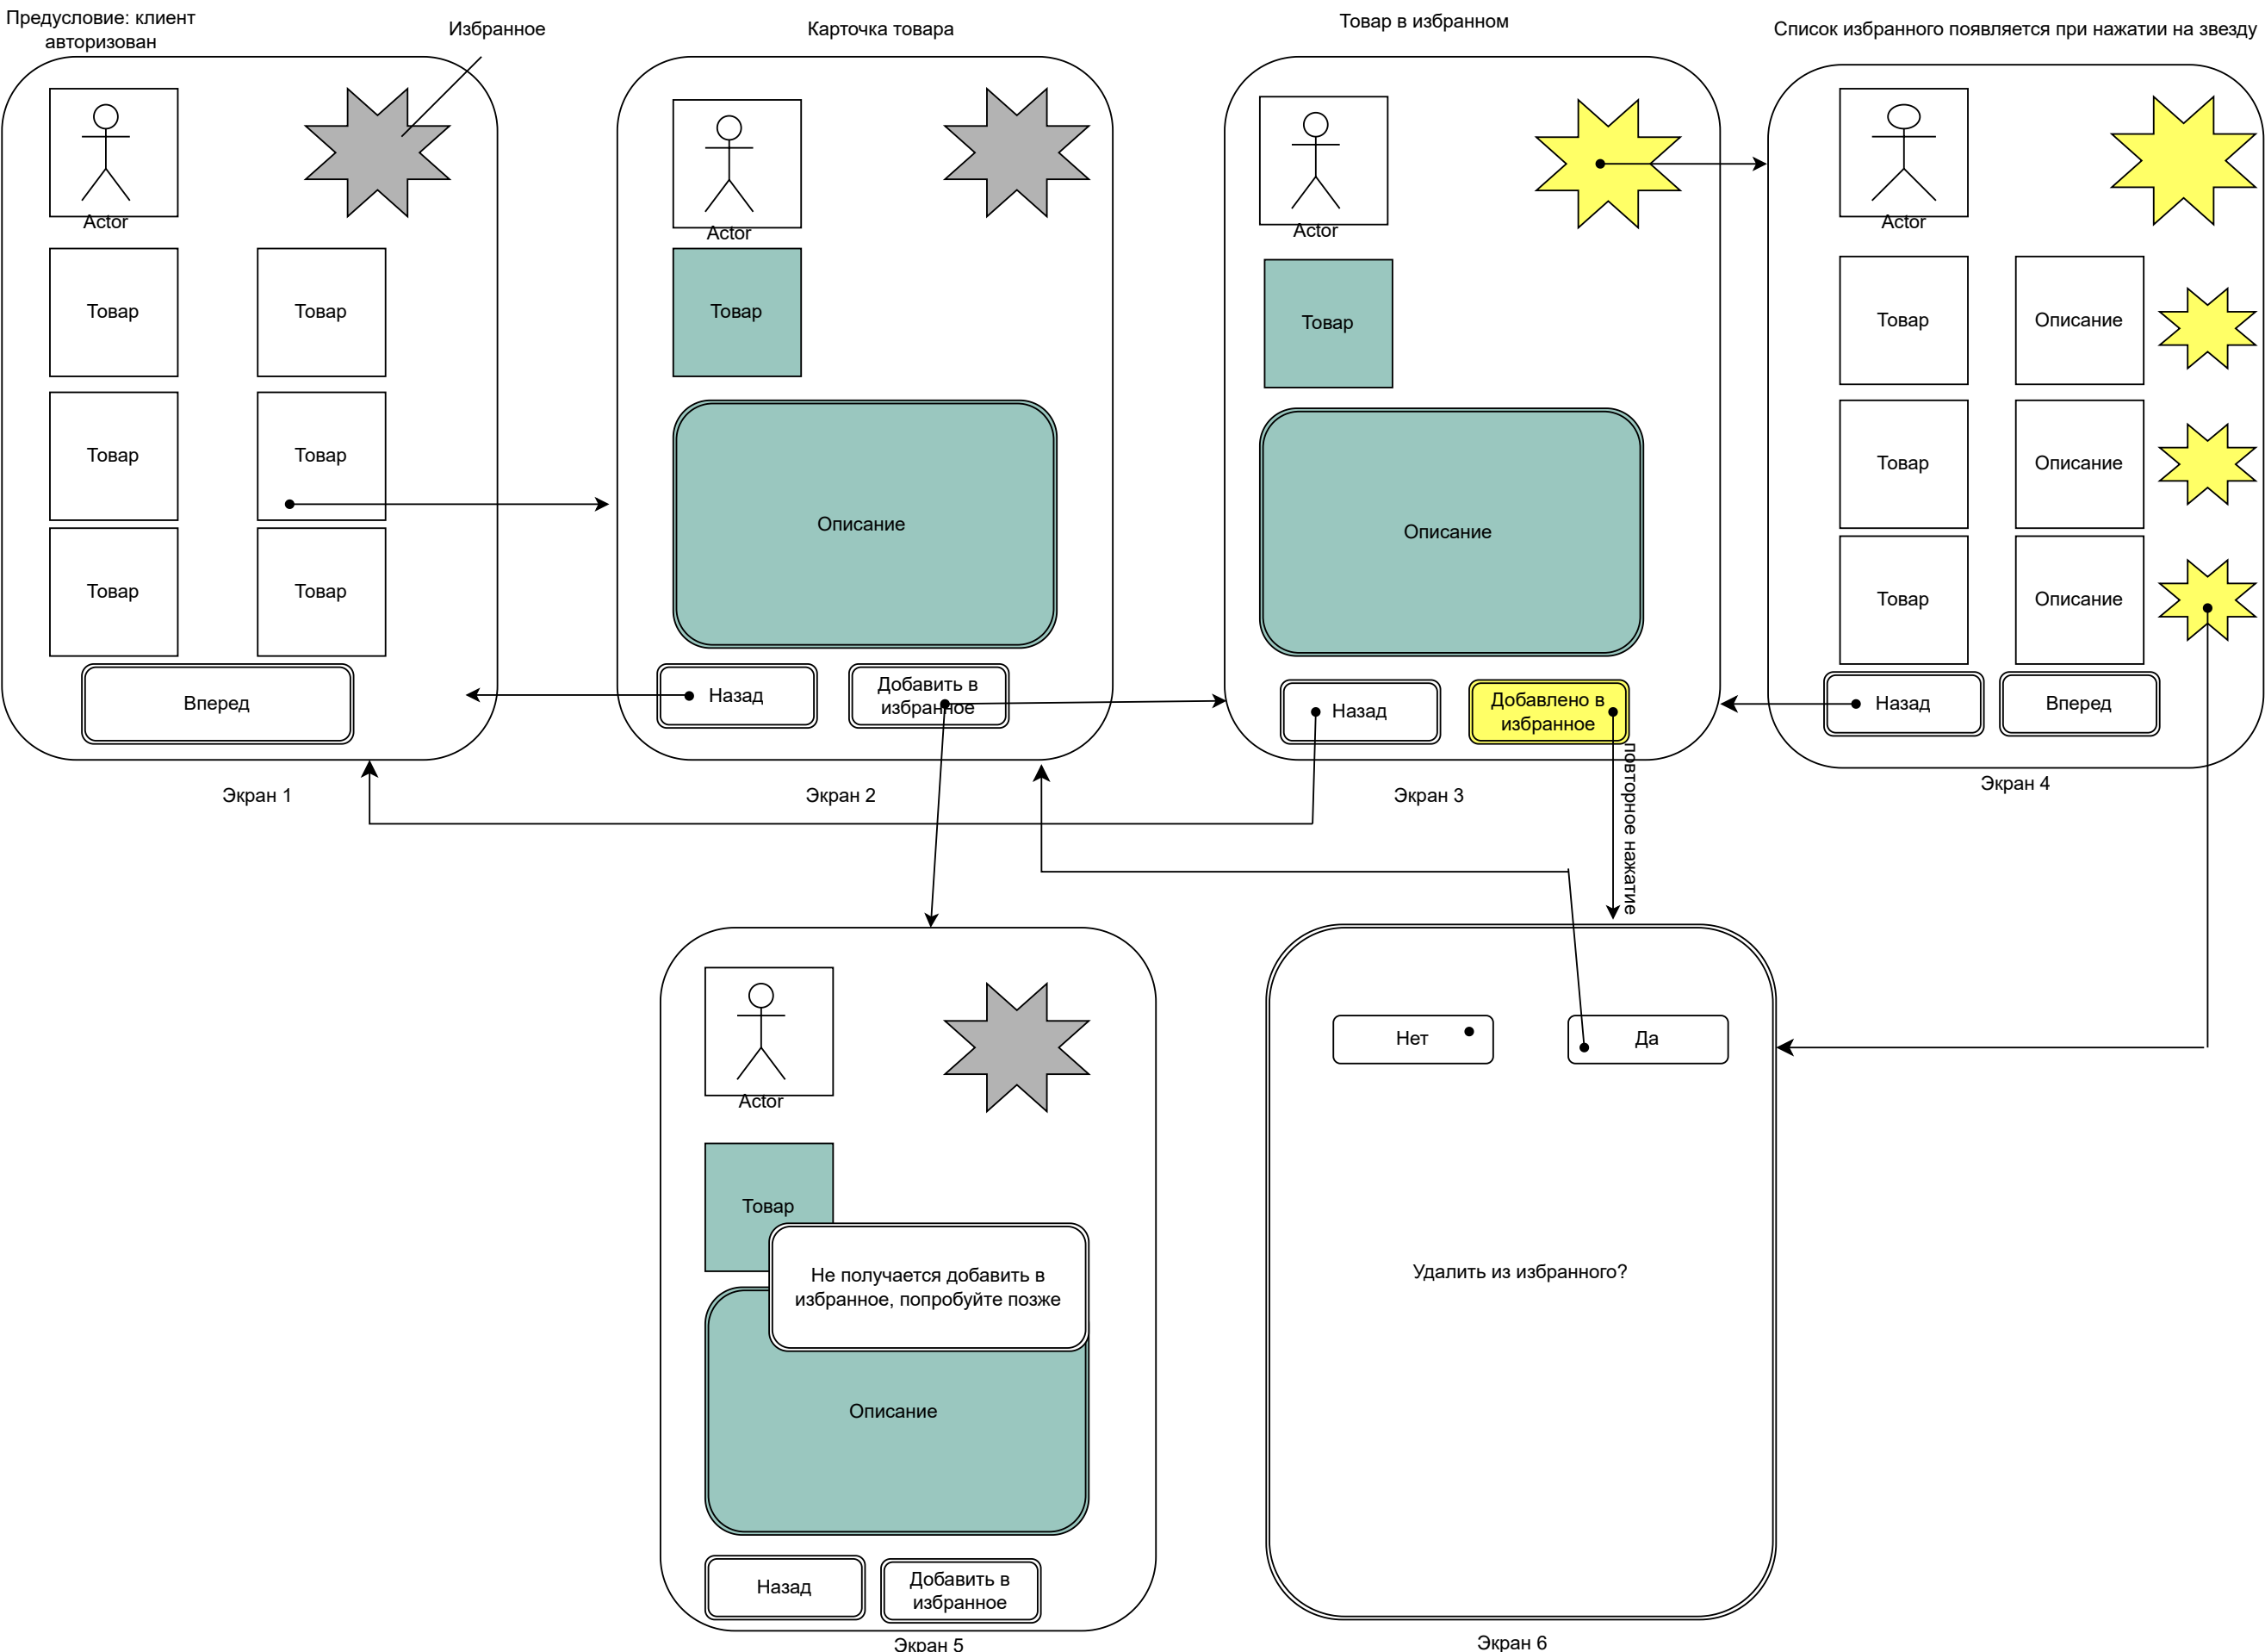 Предусловие: клиент
авторизован
Избранное
Карточка товара
Товар в избранном
Список избранного появляется при нажатии на звезду
Actor
Товар
Товар
Товар
Товар
Товар
Товар
Вперед
Экран 1
Actor
Товар
Описание
Назад
Добавить в
избранное
Экран 2
Actor
Товар
Описание
Назад
Добавлено в
избранное
повторное нажатие
Экран 3
Actor
Товар
Описание
Товар
Описание
Товар
Описание
Назад
Вперед
Экран 4
Actor
Товар
Не получается добавить в
избранное, попробуйте позже
Описание
Назад
Добавить в
избранное
Экран 5
Нет
Да
Удалить из избранного?
Экран 6